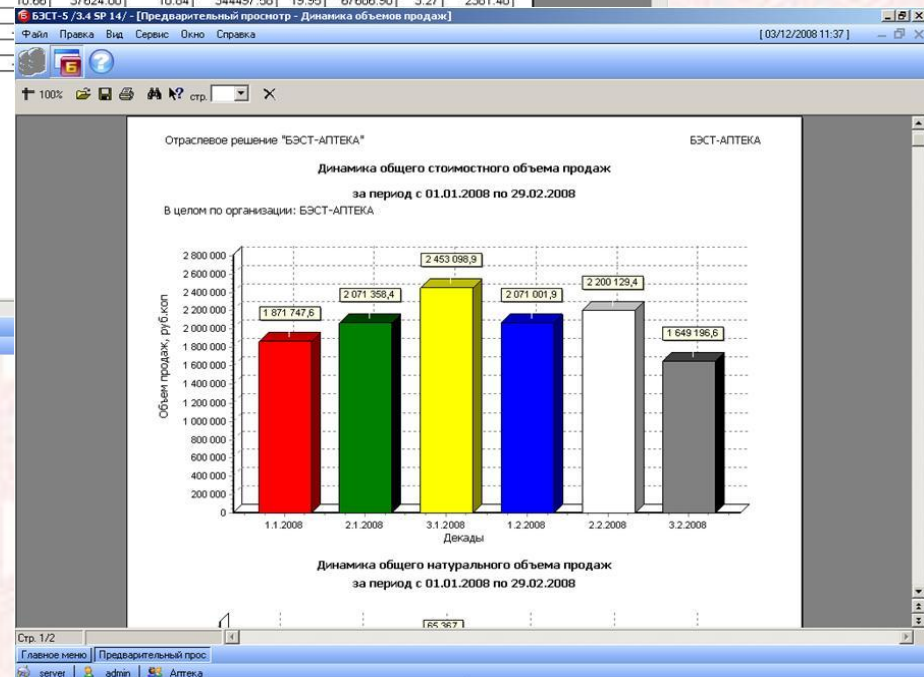 37624.00| 10.84| 344497.56| 19.95| 67686.90| 3.27| 2361.40|
БЭСТ-5 /3.4 SP 14/ - [Предварительный просмотр - Динамика объемов продаж]
Файл Правка Вид Сервис Окно Справка [ 03/12/2008 11:37 ]
100% стр.
Отраслевое решение "БЭСТ-АПТЕКА" БЭСТ-АПТЕКА
Динамика общего стоимостного объема продаж
за период с 01.01.2008 по 29.02.2008
В целом по организации: БЭСТ-АПТЕКА
Объем продаж, руб.коп
2 800 000
2 600 000
2 400 000
2 200 000
2 000 000
1 800 000
1 600 000
1 400 000
1 200 000
1 000 000
800 000
600 000
400 000
200 000
0
1 871 747,6
2 071 358,4
2 453 098,9
2 071 001,9
2 200 129,4
1 649 196,6
1.1.2008 2.1.2008 3.1.2008 1.2.2008 2.2.2008 3.2.2008
Декады
Динамика общего натурального объема продаж
за период с 01.01.2008 по 29.02.2008
65 367
Стр. 1/2
Главное меню Предварительный прос
server admin Аптека